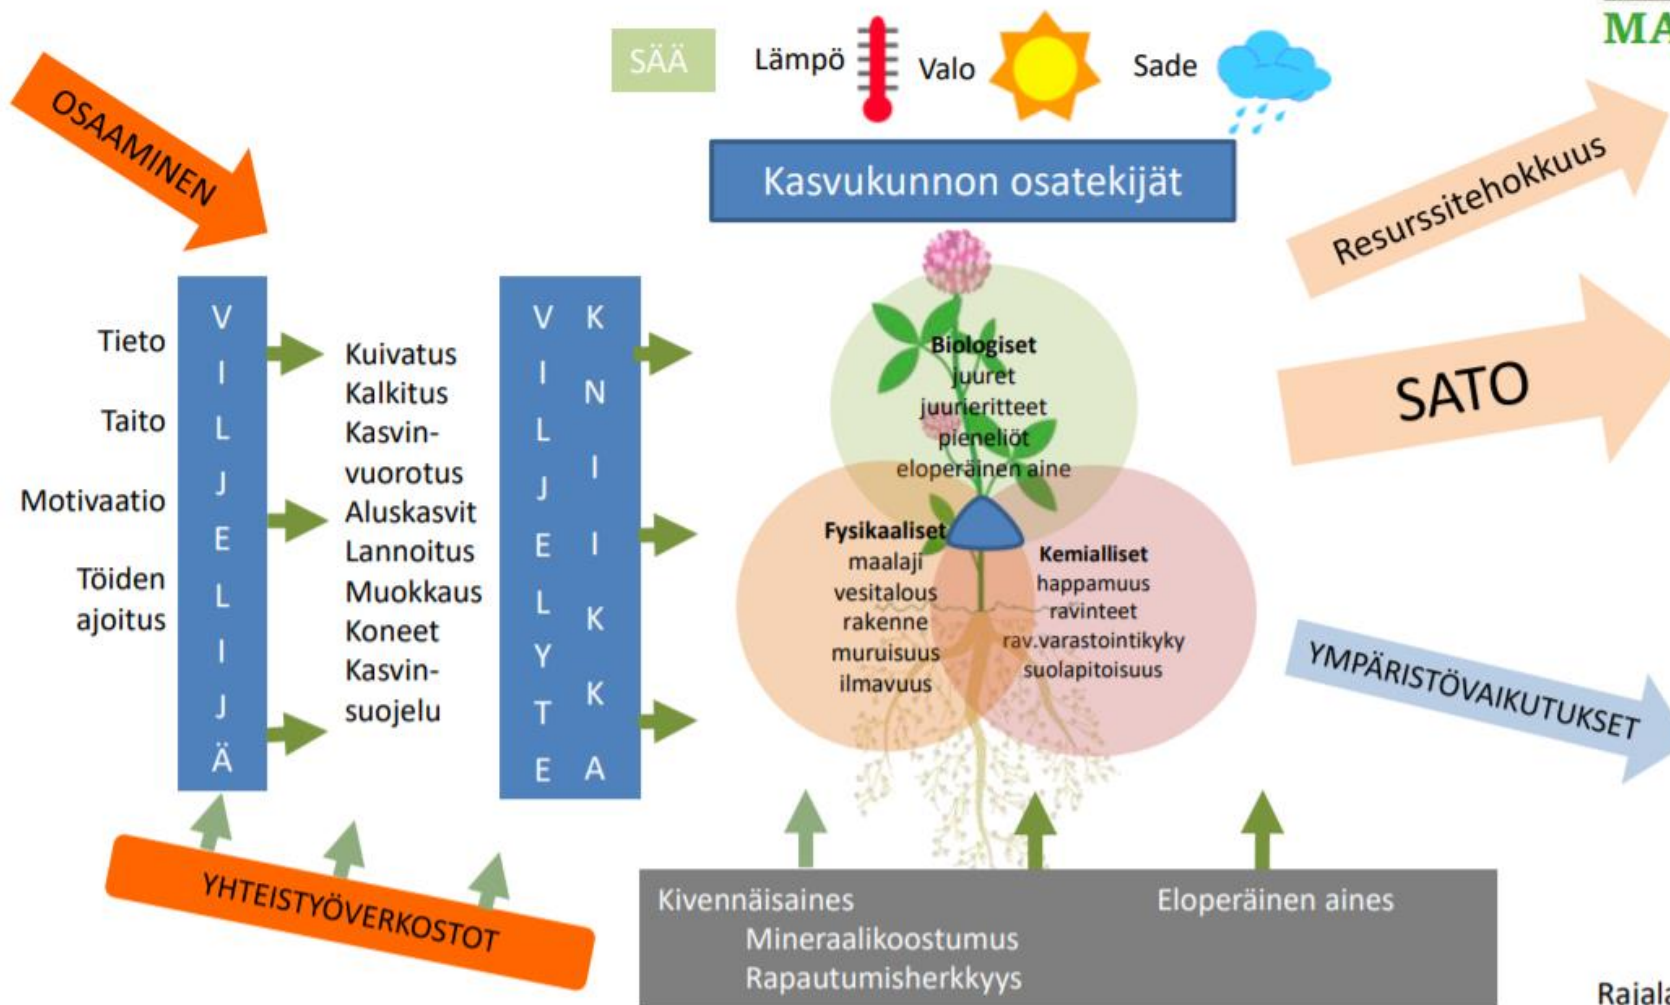 SÄÄ
Lämpö
Valo
Sade
MA
OSAAMINEN
Kasvukunnon osatekijät
Resurssitehokkuus
SATO
YMPÄRISTÖVAIKUTUKSET
Tieto
Taito
Motivaatio
Töiden
ajoitus
VILJELIJÄ
Kuivatus
Kalkitus
Kasvin-
vuorotus
Aluskasvit
Lannoitus
Muokkaus
Koneet
Kasvin-
suojelu
VILJELYTE
KNIIKKA
Biologiset
juuret
juurieritteet
pieneliöt
eloperäinen aine
Fysikaaliset
maalaji
vesitalous
rakenne
muruisuus
ilmavuus
Kemialliset
happamuus
ravinteet
rav.varastointikyky
suolapitoisuus
YHTEISTYÖVERKOSTOT
Kivennäisaines
Mineraalikoostumus
Rapautumisherkkyys
Eloperäinen aines
Rajala